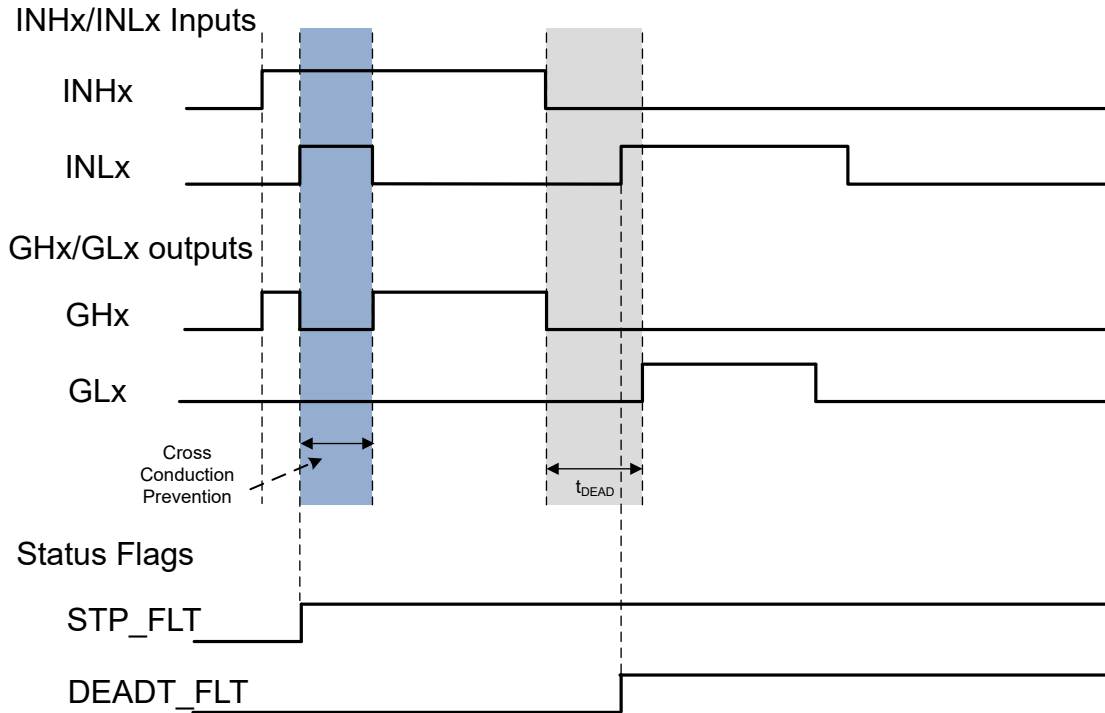 INHx/INLx Inputs
INHx
INLx
GHx/GLx outputs
GHx
GLx
Cross
Conduction
Prevention
tDEAD
Status Flags
STP_FLT
DEADT_FLT